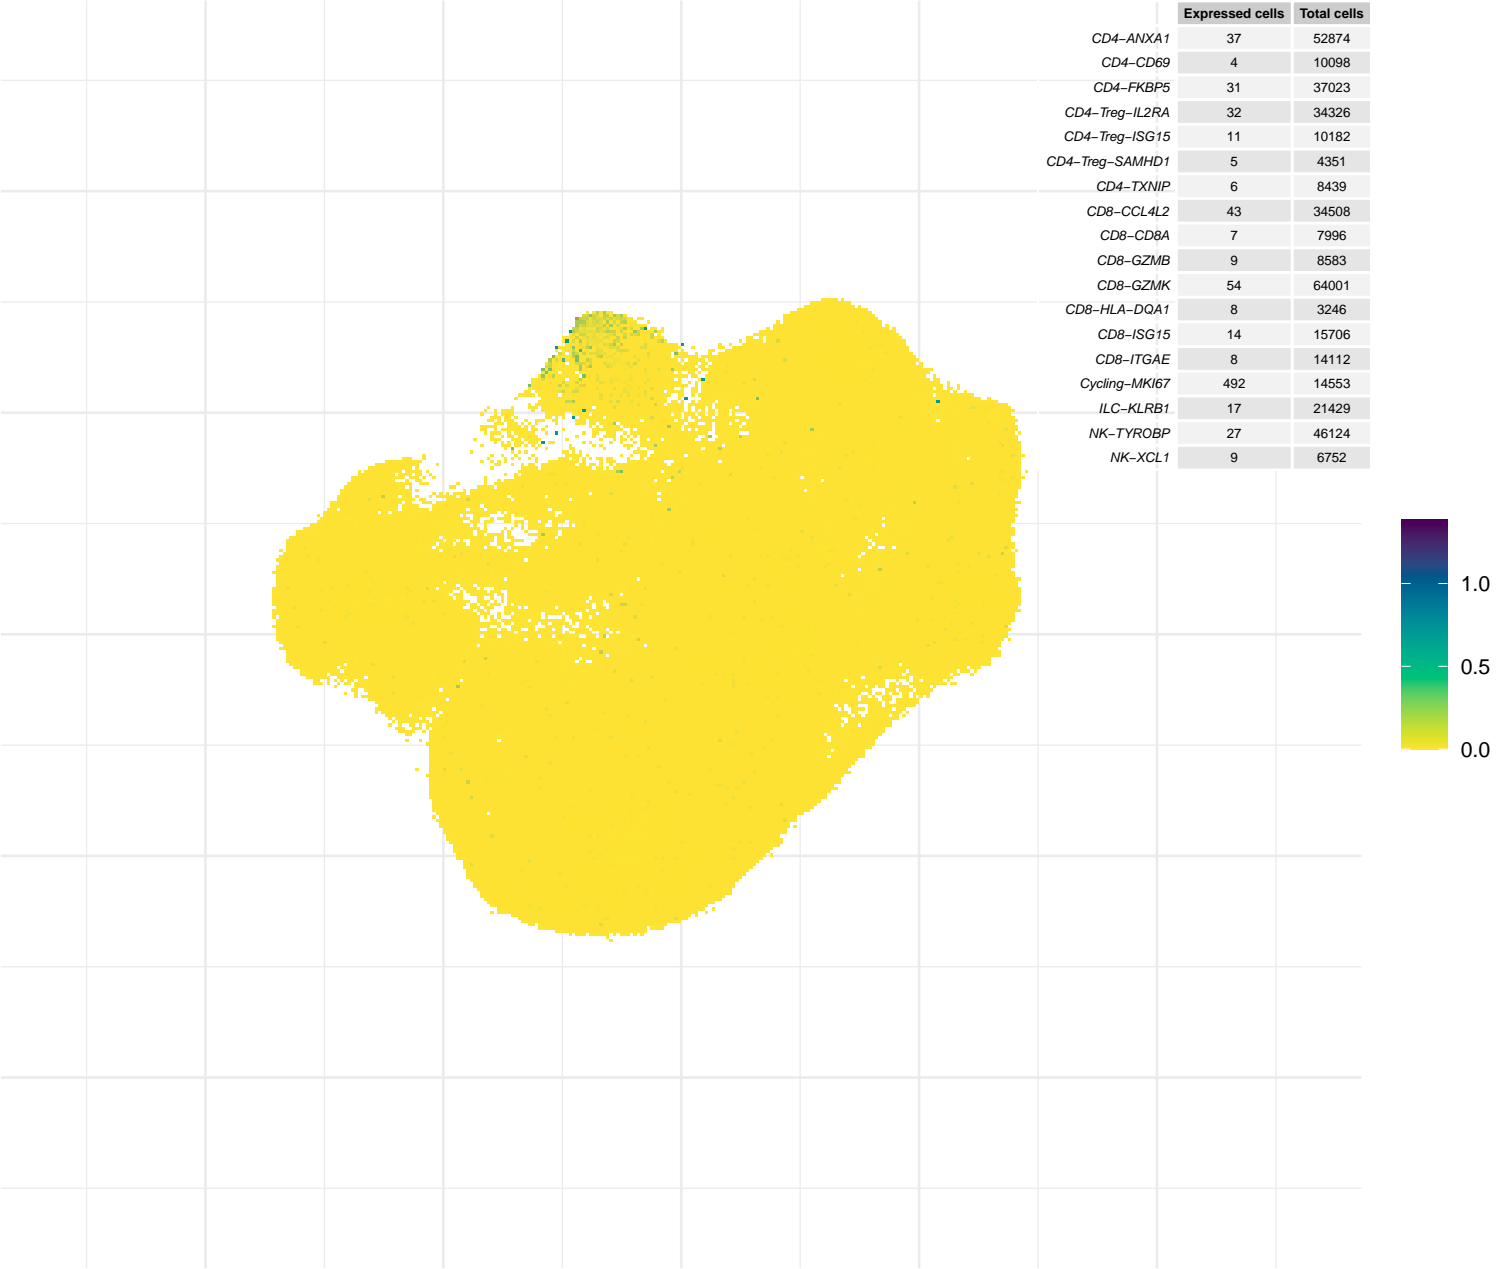 Expressed cells Total cells
CD4−ANXA1 37 52874
CD4−CD69 4 10098
CD4−FKBP5 31 37023
CD4−Treg−IL2RA 32 34326
CD4−Treg−ISG15 11 10182
CD4−Treg−SAMHD1 5 4351
CD4−TXNIP 6 8439
CD8−CCL4L2 43 34508
CD8−CD8A 7 7996
CD8−GZMB 9 8583
CD8−GZMK 54 64001
CD8−HLA−DQA1 8 3246
CD8−ISG15 14 15706
CD8−ITGAE 8 14112
Cycling−MKI67 492 14553
ILC−KLRB1 17 21429
NK−TYROBP 27 46124
NK−XCL1 9 6752
1.0
0.5
0.0